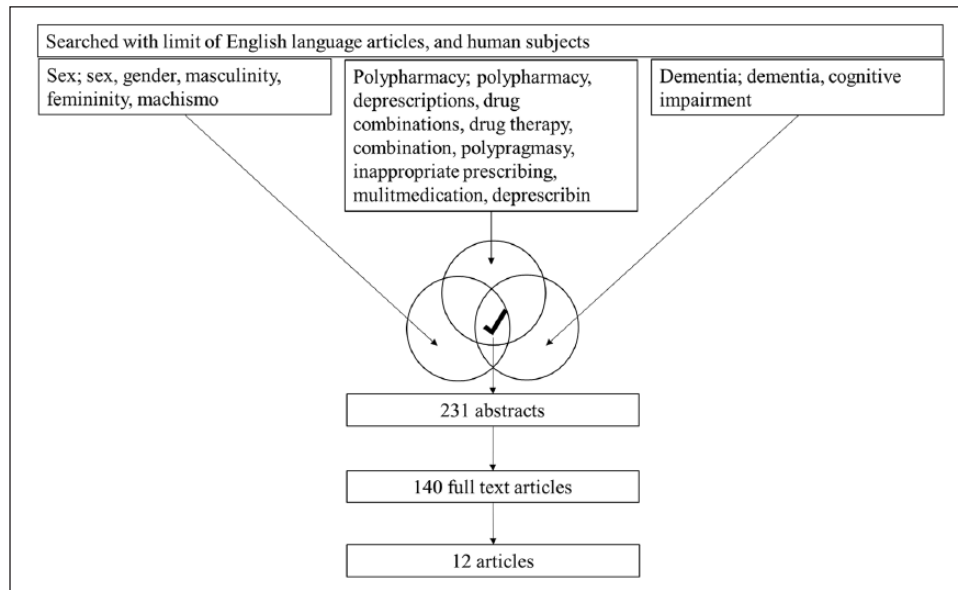 Searched with limit of English language articles, and human subjects
Sex; sex, gender, masculinity,
femininity, machismo
Polypharmacy; polypharmacy,
deprescriptions, drug
combinations, drug therapy,
combination, polypragmasy,
inappropriate prescribing,
mulitmedication, deprescribin
Dementia; dementia, cognitive
impairment
231 abstracts
140 full text articles
12 articles